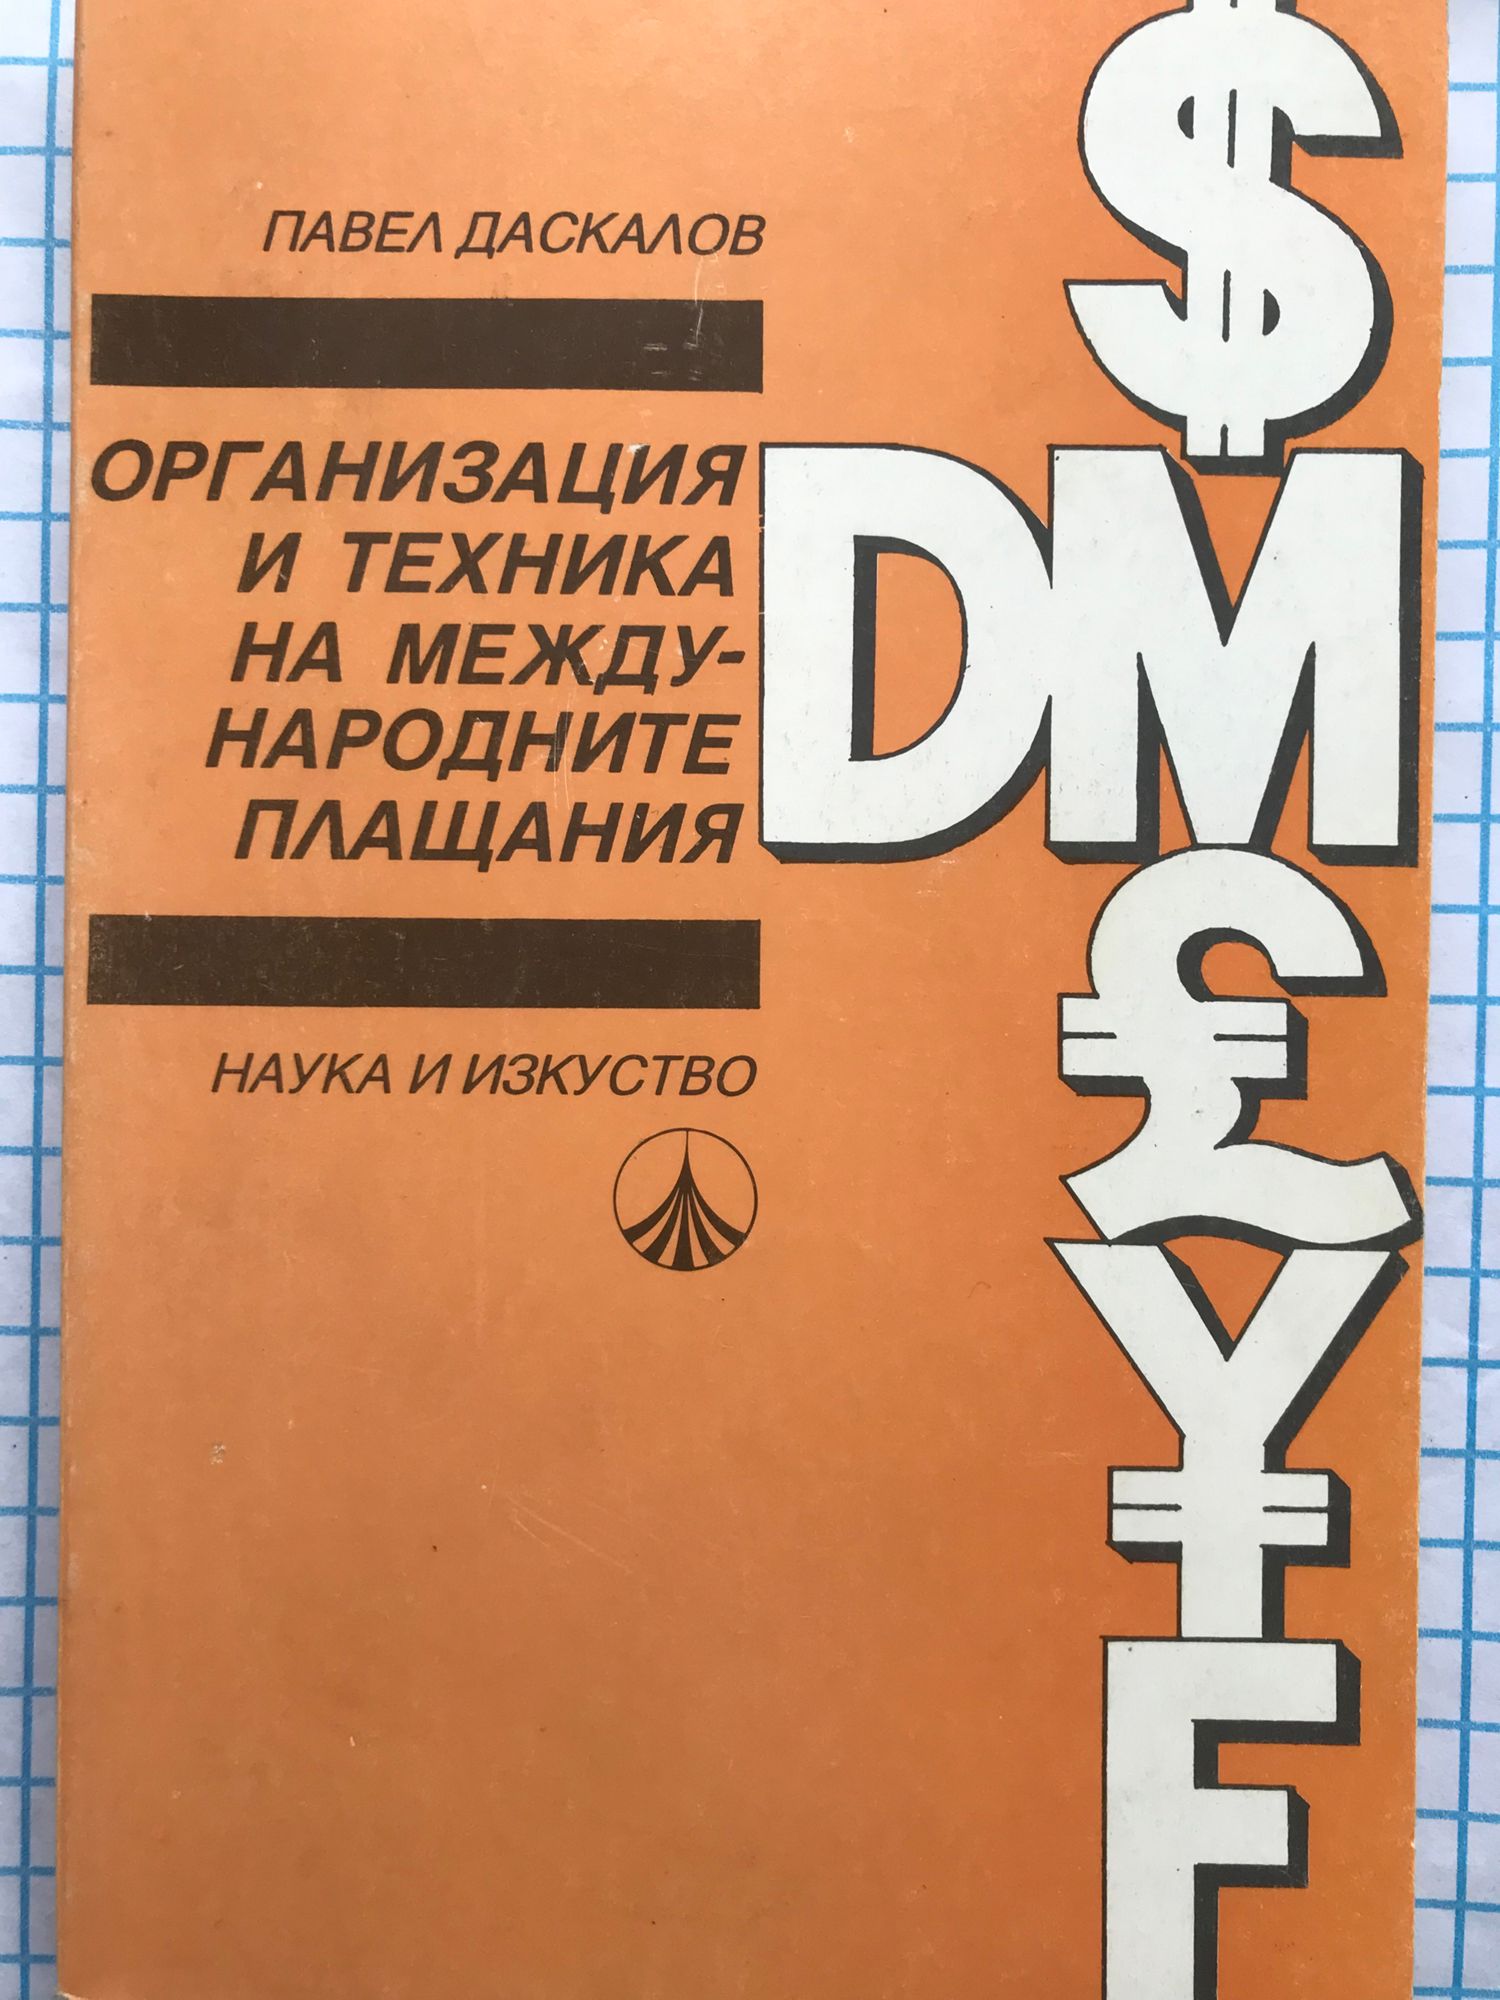 ПАВЕЛ ДАСКАЛОВ
ОРГАНИЗАЦИЯ
И ТЕХНИКА
НА МЕЖДУ-
НАРОДНИТЕ
ПЛАЩАНИЯ
НАУКА И ИЗКУСТВО
$
DM
£
¥
F